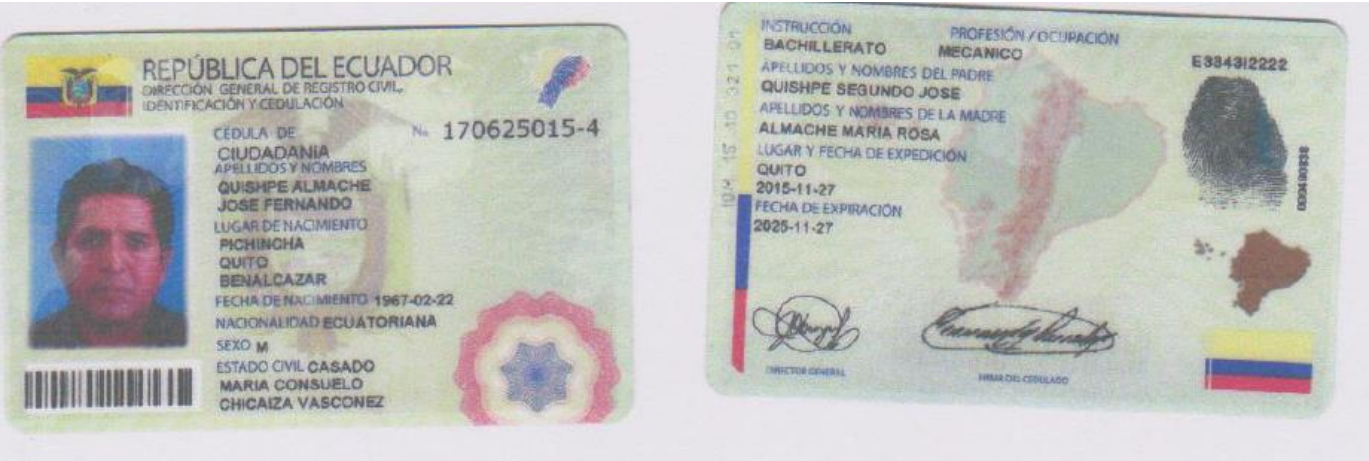 REPÚBLICA DEL ECUADOR
DIRECCIÓN GENERAL DE REGISTRO CIVIL,
IDENTIFICACIÓN Y CEDULACIÓN
CÉDULA DE No. 170625015-4
CIUDADANÍA
APELLIDOS Y NOMBRES
QUISHPE ALMACHE
JOSE FERNANDO
LUGAR DE NACIMIENTO
PICHINCHA
QUITO
BENALCAZAR
FECHA DE NACIMIENTO 1967-02-22
NACIONALIDAD ECUATORIANA
SEXO M
ESTADO CIVIL CASADO
MARIA CONSUELO
CHICAIZA VASCONEZ
INSTRUCCIÓN PROFESIÓN / OCUPACIÓN
BACHILLERATO MECANICO
E334312222
APELLIDOS Y NOMBRES DEL PADRE
QUISHPE SEGUNDO JOSE
APELLIDOS Y NOMBRES DE LA MADRE
ALMACHE MARIA ROSA
LUGAR Y FECHA DE EXPEDICIÓN
QUITO
2015-11-27
FECHA DE EXPIRACIÓN
2025-11-27
DIRECTOR GENERAL
FIRMA DEL CEDULADO